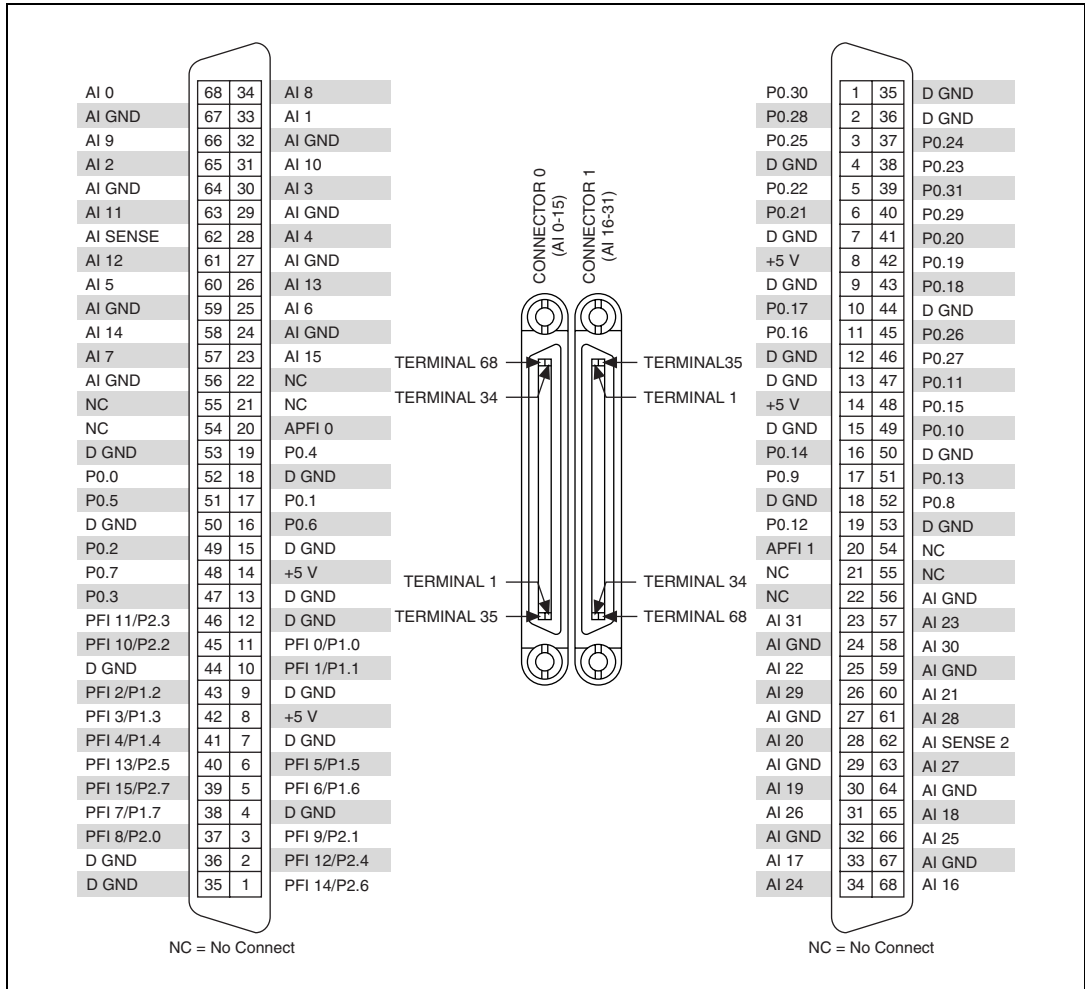 AI 0 68 34 AI 8
AI GND 67 33 AI 1
AI 9 66 32 AI GND
AI 2 65 31 AI 10
AI GND 64 30 AI 3
AI 11 63 29 AI GND
AI SENSE 62 28 AI 4
AI 12 61 27 AI GND
AI 5 60 26 AI 13
AI GND 59 25 AI 6
AI 14 58 24 AI GND
AI 7 57 23 AI 15
AI GND 56 22 NC
NC 55 21 NC
NC 54 20 APFI 0
D GND 53 19 P0.4
P0.0 52 18 D GND
P0.5 51 17 P0.1
D GND 50 16 P0.6
P0.2 49 15 D GND
P0.7 48 14 +5 V
P0.3 47 13 D GND
PFI 11/P2.3 46 12 D GND
PFI 10/P2.2 45 11 PFI 0/P1.0
D GND 44 10 PFI 1/P1.1
PFI 2/P1.2 43 9 D GND
PFI 3/P1.3 42 8 +5 V
PFI 4/P1.4 41 7 D GND
PFI 13/P2.5 40 6 PFI 5/P1.5
PFI 15/P2.7 39 5 PFI 6/P1.6
PFI 7/P1.7 38 4 D GND
PFI 8/P2.0 37 3 PFI 9/P2.1
D GND 36 2 PFI 12/P2.4
D GND 35 1 PFI 14/P2.6
NC = No Connect
CONNECTOR 0
(AI 0-15)
CONNECTOR 1
(AI 16-31)
TERMINAL 68
TERMINAL35
TERMINAL 34
TERMINAL 1
TERMINAL 1
TERMINAL 34
TERMINAL 35
TERMINAL 68
P0.30 1 35 D GND
P0.28 2 36 D GND
P0.25 3 37 P0.24
D GND 4 38 P0.23
P0.22 5 39 P0.31
P0.21 6 40 P0.29
D GND 7 41 P0.20
+5 V 8 42 P0.19
D GND 9 43 P0.18
P0.17 10 44 D GND
P0.16 11 45 P0.26
D GND 12 46 P0.27
D GND 13 47 P0.11
+5 V 14 48 P0.15
D GND 15 49 P0.10
P0.14 16 50 D GND
P0.9 17 51 P0.13
D GND 18 52 P0.8
P0.12 19 53 D GND
APFI 1 20 54 NC
NC 21 55 NC
NC 22 56 AI GND
AI 31 23 57 AI 23
AI GND 24 58 AI 30
AI 22 25 59 AI GND
AI 29 26 60 AI 21
AI GND 27 61 AI 28
AI 20 28 62 AI SENSE 2
AI GND 29 63 AI 27
AI 19 30 64 AI GND
AI 26 31 65 AI 18
AI GND 32 66 AI 25
AI 17 33 67 AI GND
AI 24 34 68 AI 16
NC = No Connect